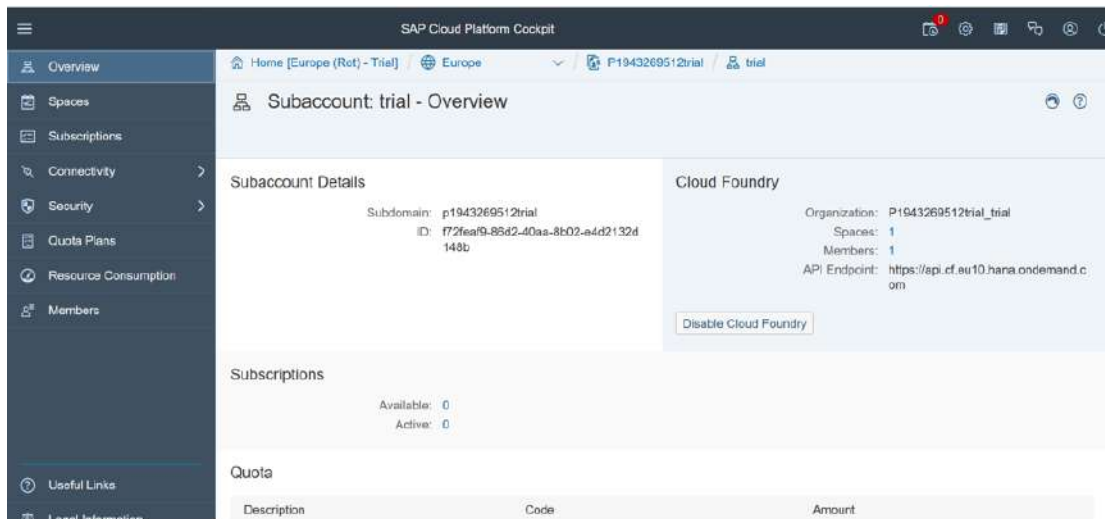 SAP Cloud Platform Cockpit
0
Overview
Spaces
Subscriptions
Connectivity
Security
Quota Plans
Resource Consumption
Members
Useful Links
Legal Information
Home [Europe (Rot) - Trial] / Europe / P1943269512trial / trial
Subaccount: trial - Overview
Subaccount Details
Subdomain: p1943269512trial
ID: f72feaf9-86d2-40aa-8b02-e4d2132d
148b
Cloud Foundry
Organization: P1943269512trial_trial
Spaces: 1
Members: 1
API Endpoint: https://api.cf.eu10.hana.ondemand.c
om
Disable Cloud Foundry
Subscriptions
Available: 0
Active: 0
Quota
Description Code Amount